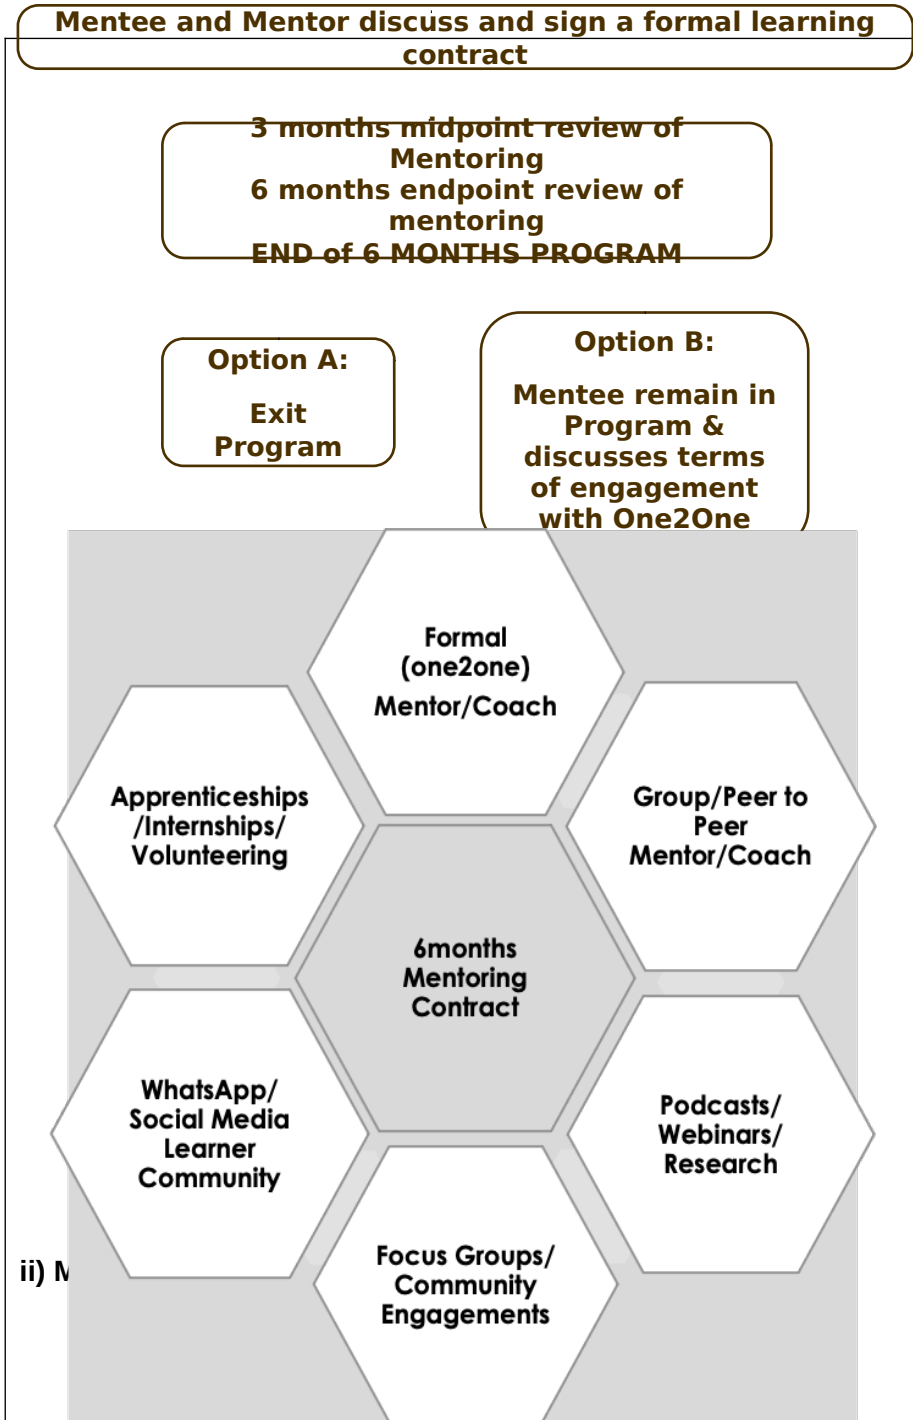 Mentee and Mentor discuss and sign a formal learning
contract
3 months midpoint review of
Mentoring
6 months endpoint review of
mentoring
END of 6 MONTHS PROGRAM
Option A:
Exit
Program
Option B:
Mentee remain in
Program &
discusses terms
of engagement
with One2One
Formal
(one2one)
Mentor/Coach
Apprenticeships
/Internships/
Volunteering
Group/Peer to
Peer
Mentor/Coach
6months
Mentoring
Contract
WhatsApp/
Social Media
Learner
Community
Podcasts/
Webinars/
Research
Focus Groups/
Community
Engagements
ii)